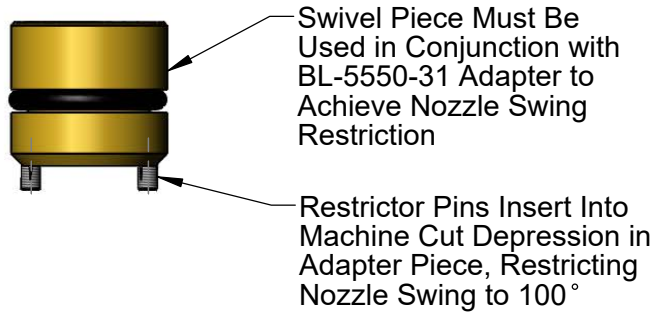 Swivel Piece Must Be
Used in Conjunction with
BL-5550-31 Adapter to
Achieve Nozzle Swing
Restriction
Restrictor Pins Insert Into
Machine Cut Depression in
Adapter Piece, Restricting
Nozzle Swing to 100°